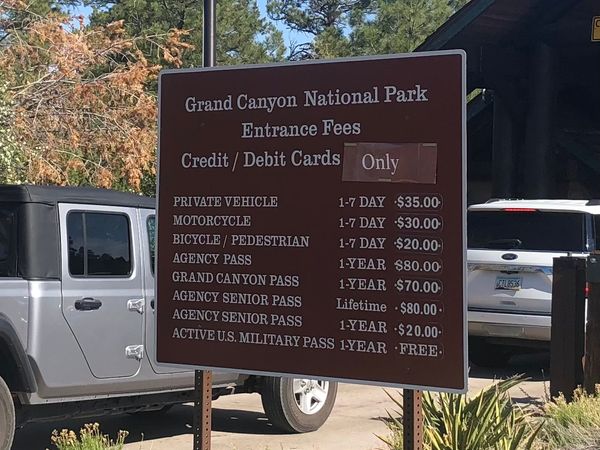 Grand Canyon National Park
Entrance Fees
Credit / Debit Cards Only
PRIVATE VEHICLE 1-7 DAY $35.00
MOTORCYCLE 1-7 DAY $30.00
BICYCLE / PEDESTRIAN 1-7 DAY $20.00
AGENCY PASS 1-YEAR $80.00
GRAND CANYON PASS 1-YEAR $70.00
AGENCY SENIOR PASS Lifetime $80.00
AGENCY SENIOR PASS 1-YEAR $20.00
ACTIVE U.S. MILITARY PASS 1-YEAR FREE